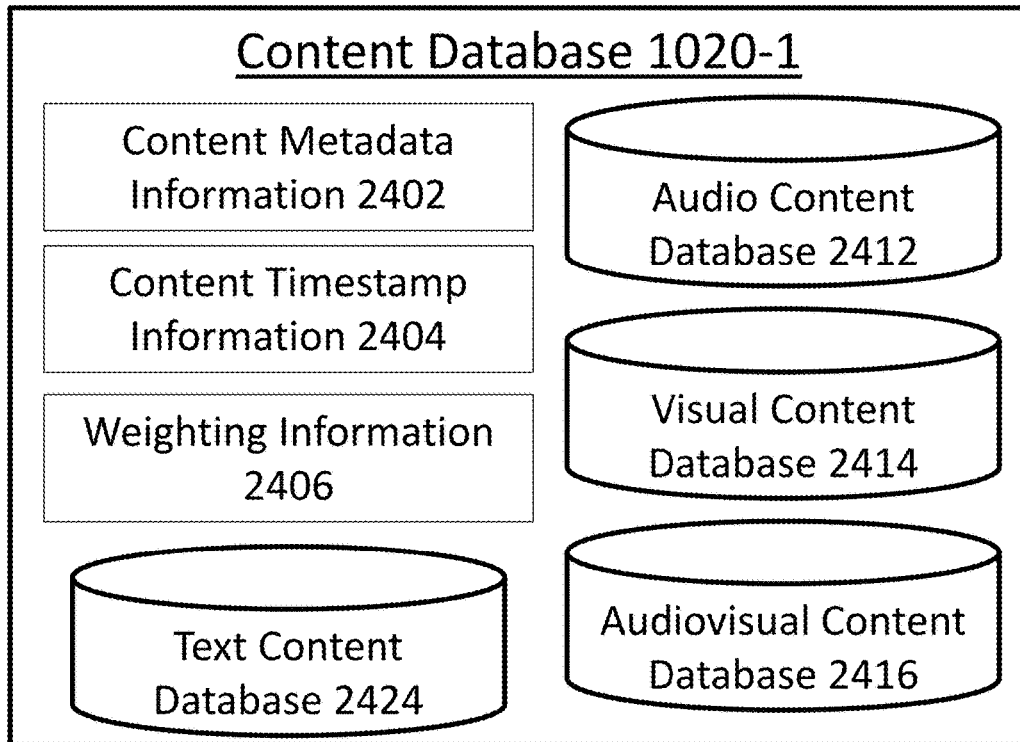 Content Database 1020-1
Content Metadata
Information 2402
Content Timestamp
Information 2404
Weighting Information
2406
Text Content
Database 2424
Audio Content
Database 2412
Visual Content
Database 2414
Audiovisual Content
Database 2416